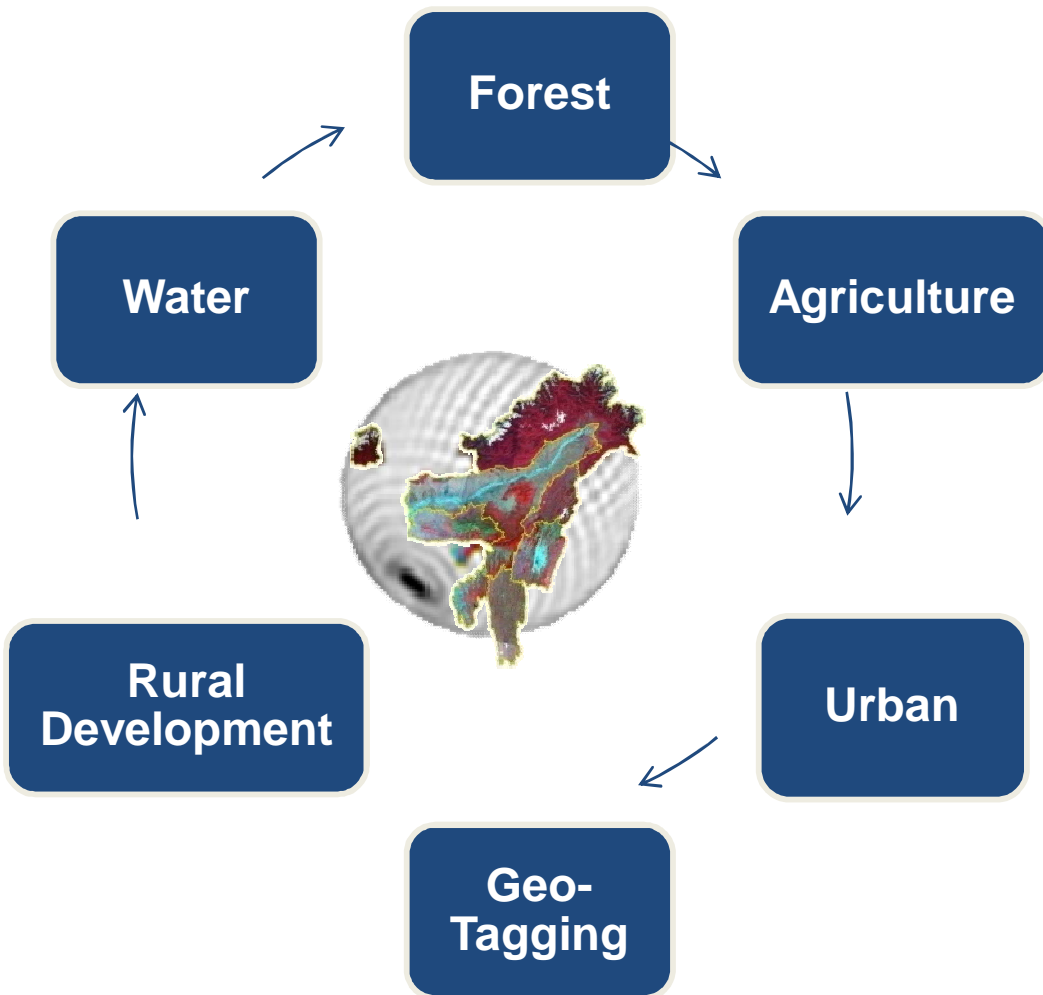 Forest
Agriculture
Urban
Geo-
Tagging
Rural
Development
Water